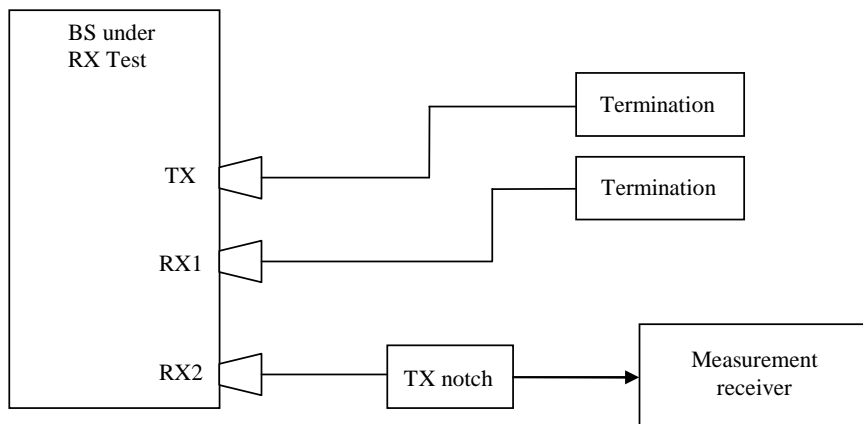 BS under
RX Test
Termination
TX
Termination
RX1
RX2
TX notch
Measurement
receiver